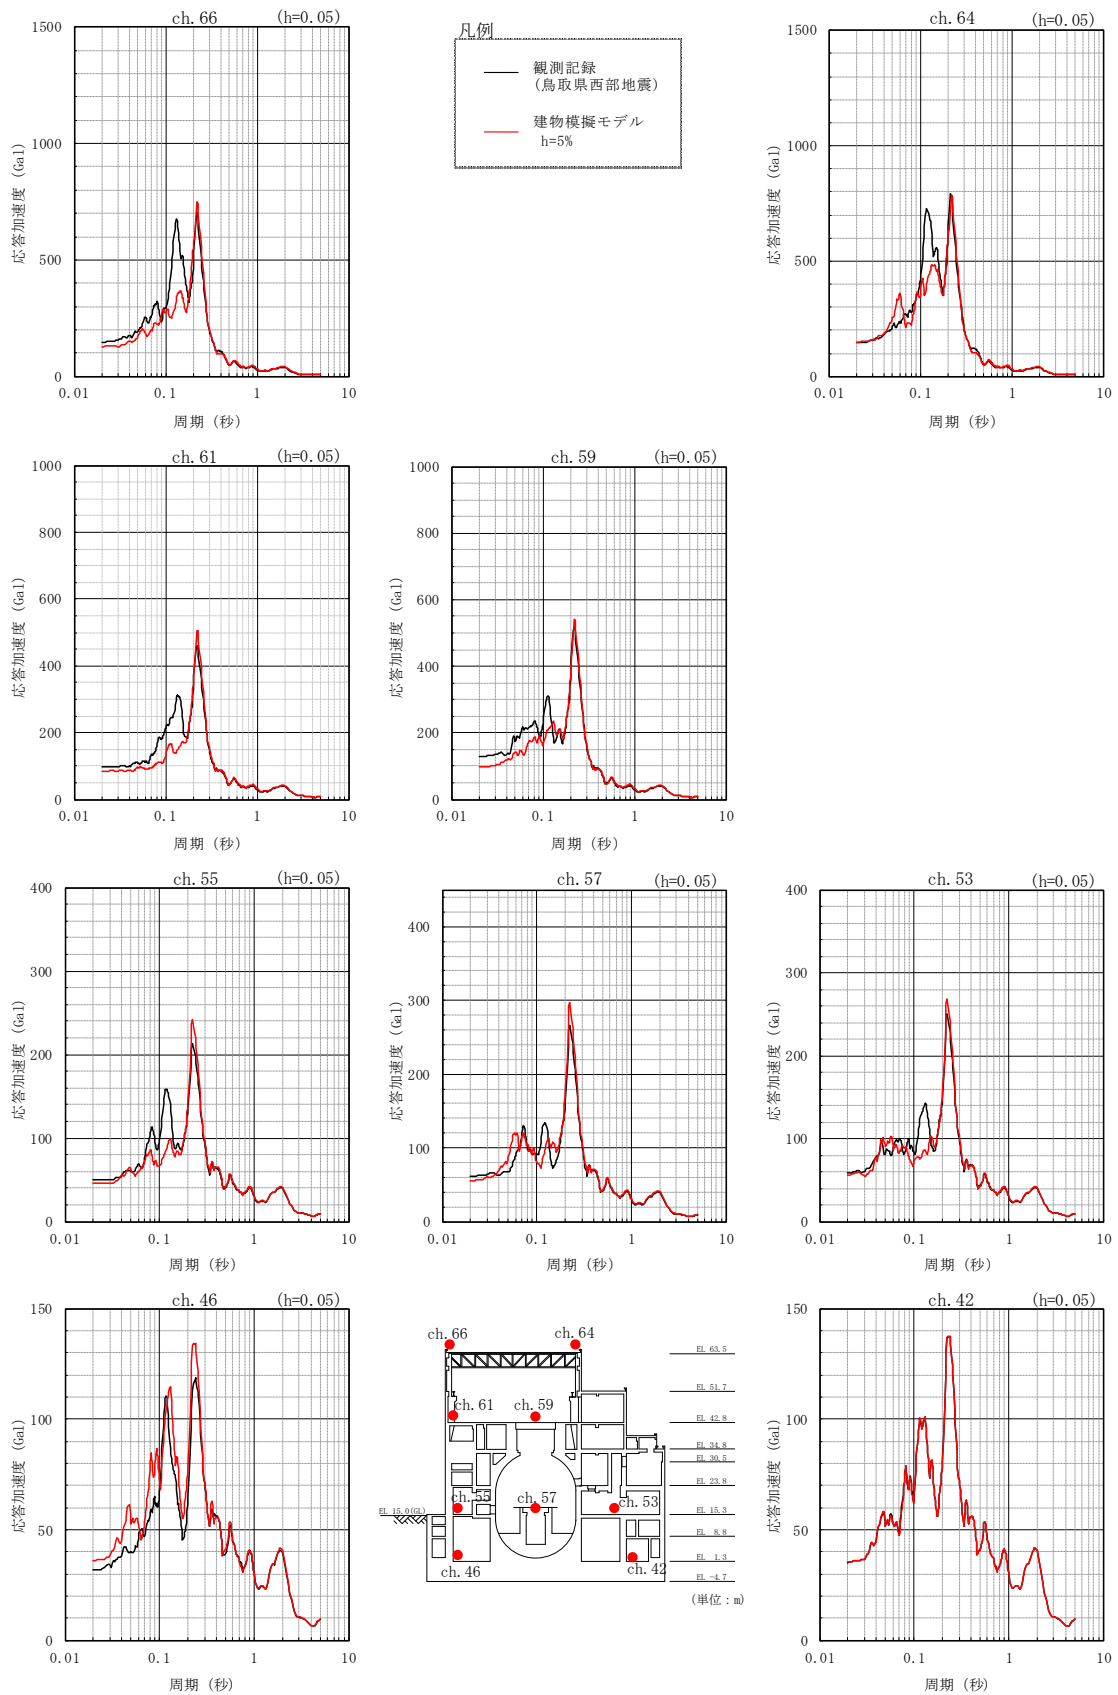 ch. 66 (h=0.05)
1500
1000
500
0
0.01 0.1 1 10
応答加速度 (Gal)
周期 (秒)
凡例
観測記録
(鳥取県西部地震)
建物模擬モデル
h=5%
ch. 64 (h=0.05)
1500
1000
500
0
0.01 0.1 1 10
応答加速度 (Gal)
周期 (秒)
ch. 61 (h=0.05)
1000
800
600
400
200
0
0.01 0.1 1 10
応答加速度 (Gal)
周期 (秒)
ch. 59 (h=0.05)
1000
800
600
400
200
0
0.01 0.1 1 10
応答加速度 (Gal)
周期 (秒)
ch. 55 (h=0.05)
400
300
200
100
0
0.01 0.1 1 10
応答加速度 (Gal)
周期 (秒)
ch. 57 (h=0.05)
400
300
200
100
0
0.01 0.1 1 10
応答加速度 (Gal)
周期 (秒)
ch. 53 (h=0.05)
400
300
200
100
0
0.01 0.1 1 10
応答加速度 (Gal)
周期 (秒)
ch. 46 (h=0.05)
150
100
50
0
0.01 0.1 1 10
応答加速度 (Gal)
周期 (秒)
ch. 66 ch. 64
EL 63.5
EL 51.7
ch. 61 ch. 59
EL 42.8
EL 34.8
EL 30.5
EL 23.8
ch. 55 ch. 57 ch. 53
EL 15.0(GL)
EL 15.3
EL 8.8
ch. 46 ch. 42
EL 1.3
EL -4.7
(単位：m)
ch. 42 (h=0.05)
150
100
50
0
0.01 0.1 1 10
応答加速度 (Gal)
周期 (秒)